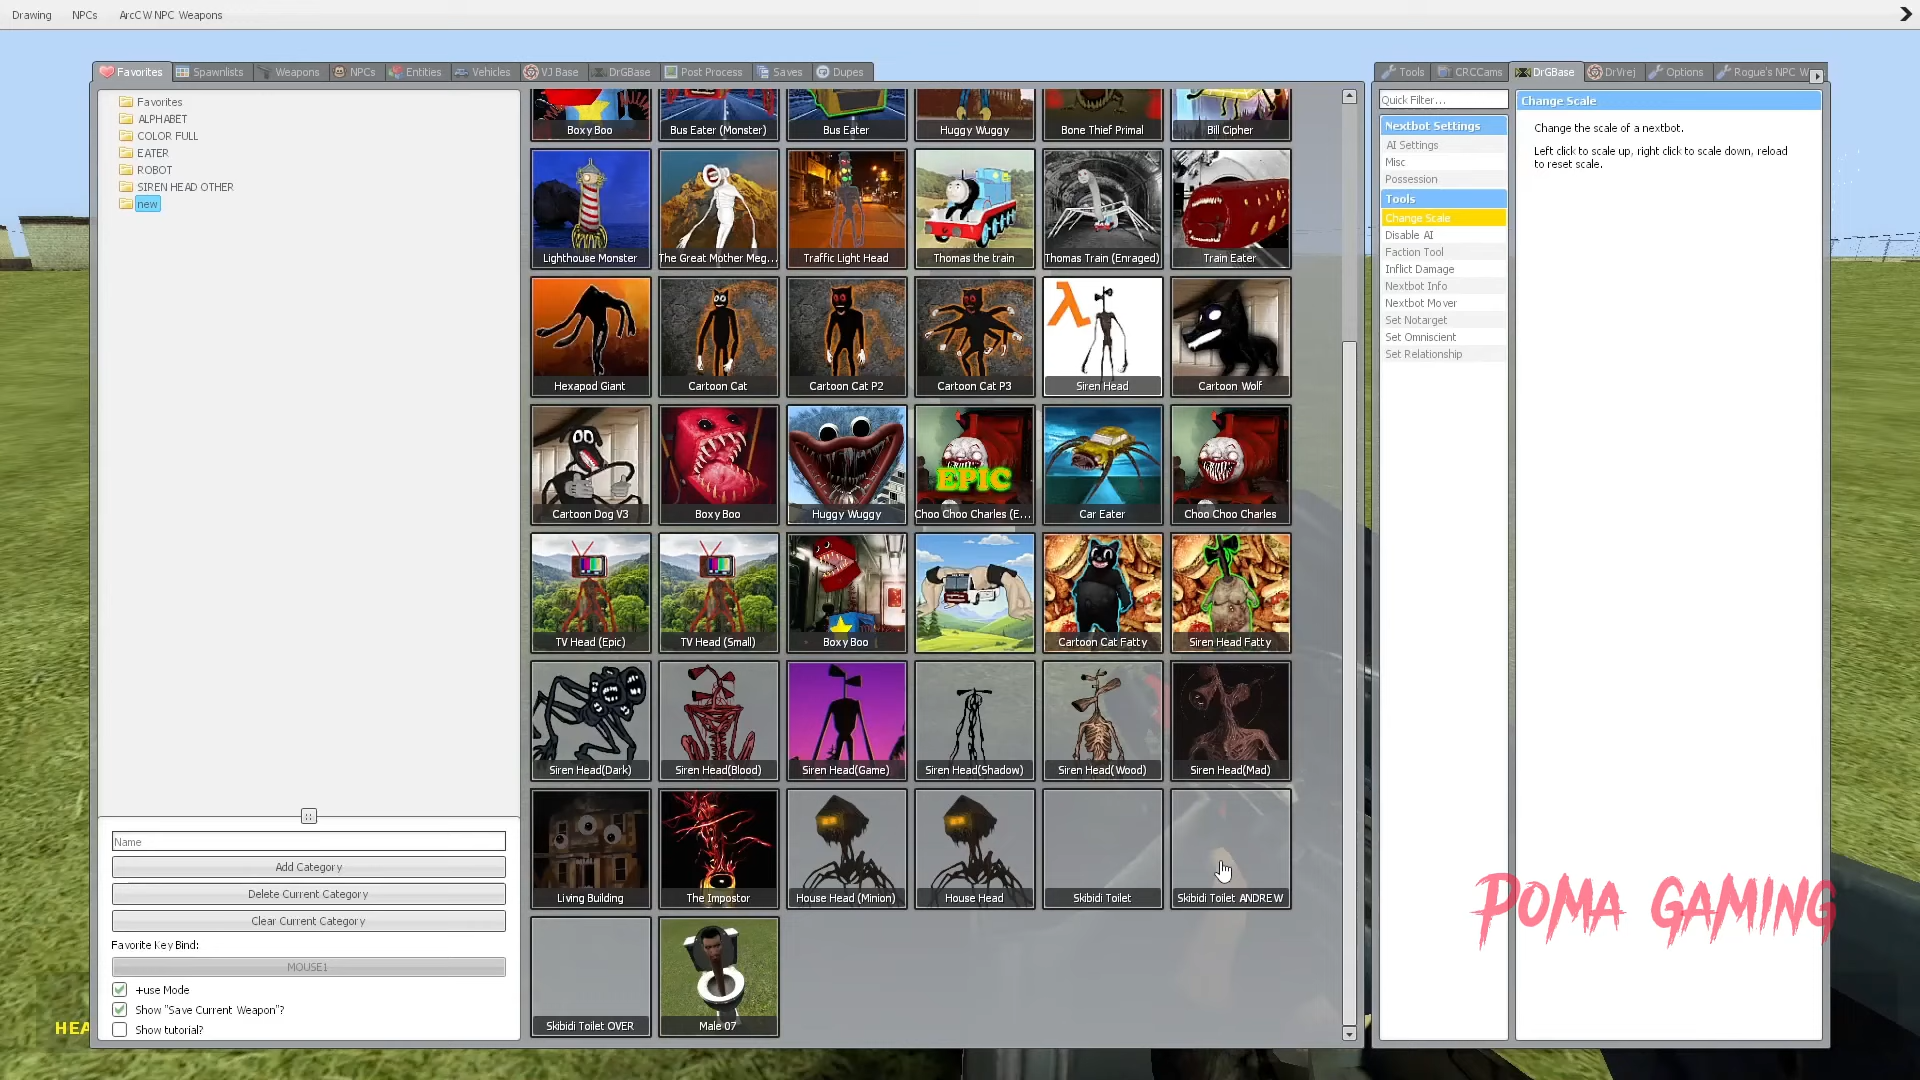 Drawing NPCs ArcCW NPC Weapons
Favorites Spawnlists Weapons NPCs Entities Vehicles VJ Base DrGBase Post Process Saves Dupes
Favorites
ALPHABET
COLOR FULL
EATER
ROBOT
SIREN HEAD OTHER
new
Name
Add Category
Delete Current Category
Clear Current Category
Favorite Key Bind:
MOUSE1
+use Mode
Show "Save Current Weapon"?
Show tutorial?
HEA
Boxy Boo Bus Eater (Monster) Bus Eater Huggy Wuggy Bone Thief Primal Bill Cipher
Lighthouse Monster The Great Mother Meg... Traffic Light Head Thomas the train Thomas Train (Enraged) Train Eater
Hexapod Giant Cartoon Cat Cartoon Cat P2 Cartoon Cat P3 Siren Head Cartoon Wolf
EPIC
Cartoon Dog V3 Boxy Boo Huggy Wuggy Choo Choo Charles (E... Car Eater Choo Choo Charles
TV Head (Epic) TV Head (Small) Boxy Boo Cartoon Cat Fatty Siren Head Fatty
Siren Head(Dark) Siren Head(Blood) Siren Head(Game) Siren Head(Shadow) Siren Head(Wood) Siren Head(Mad)
Living Building The Impostor House Head (Minion) House Head Skibidi Toilet Skibidi Toilet ANDREW
Skibidi Toilet OVER Male 07
Tools CRCCams DrGBase DrVrej Options Rogue's NPC W
Quick Filter...
Nextbot Settings
AI Settings
Misc
Possession
Tools
Change Scale
Disable AI
Faction Tool
Inflict Damage
Nextbot Info
Nextbot Mover
Set Notarget
Set Omniscient
Set Relationship
Change Scale
Change the scale of a nextbot.
Left click to scale up, right click to scale down, reload
to reset scale.
POMA GAMING